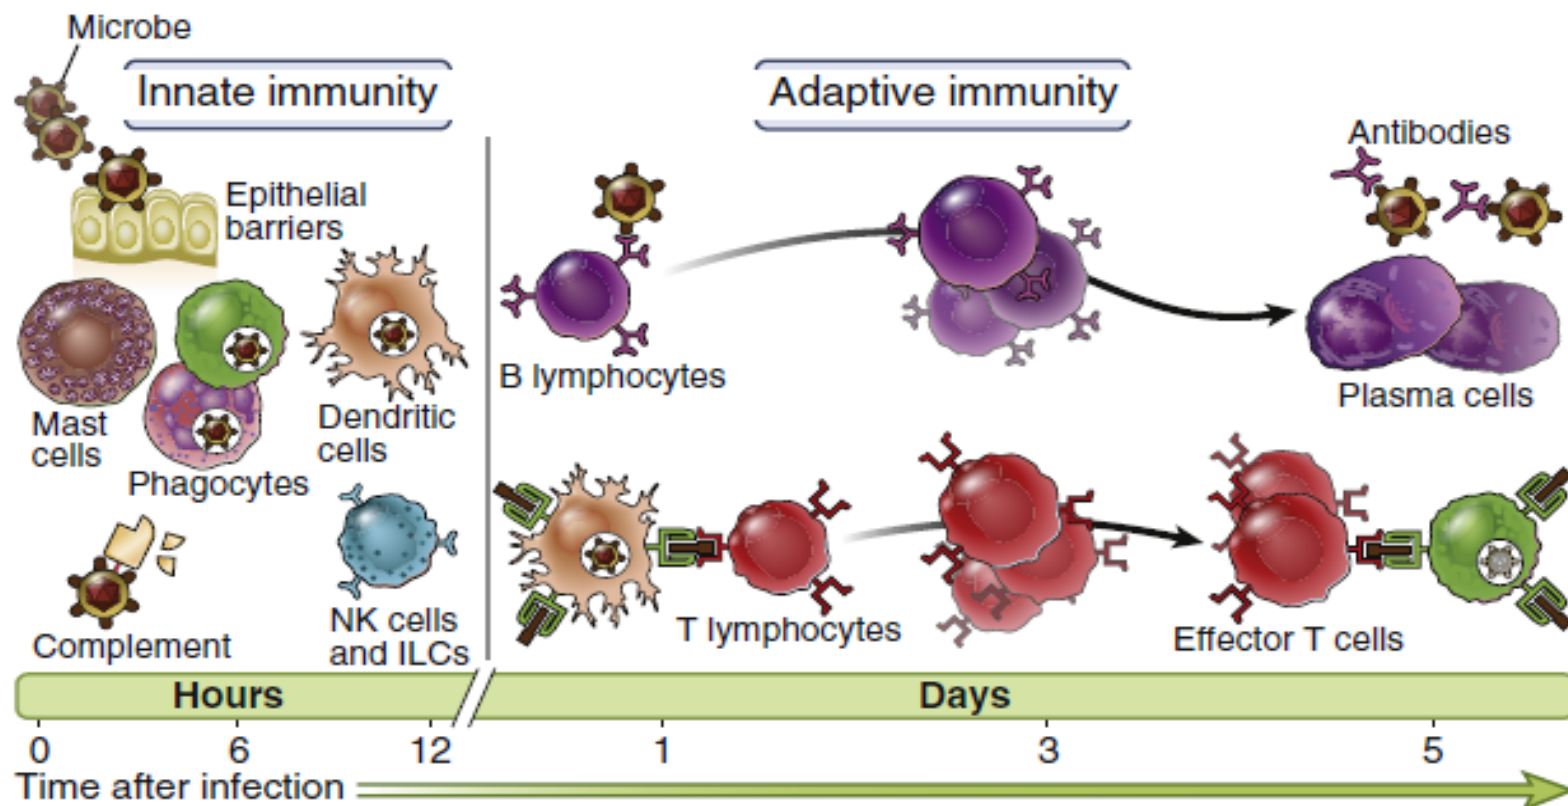 Microbe
Innate immunity
Adaptive immunity
Antibodies
Epithelial
barriers
B lymphocytes
Plasma cells
Mast
cells
Phagocytes
Dendritic
cells
Complement
NK cells
and ILCs
T lymphocytes
Effector T cells
Hours
Days
0
6
12
1
3
5
Time after infection